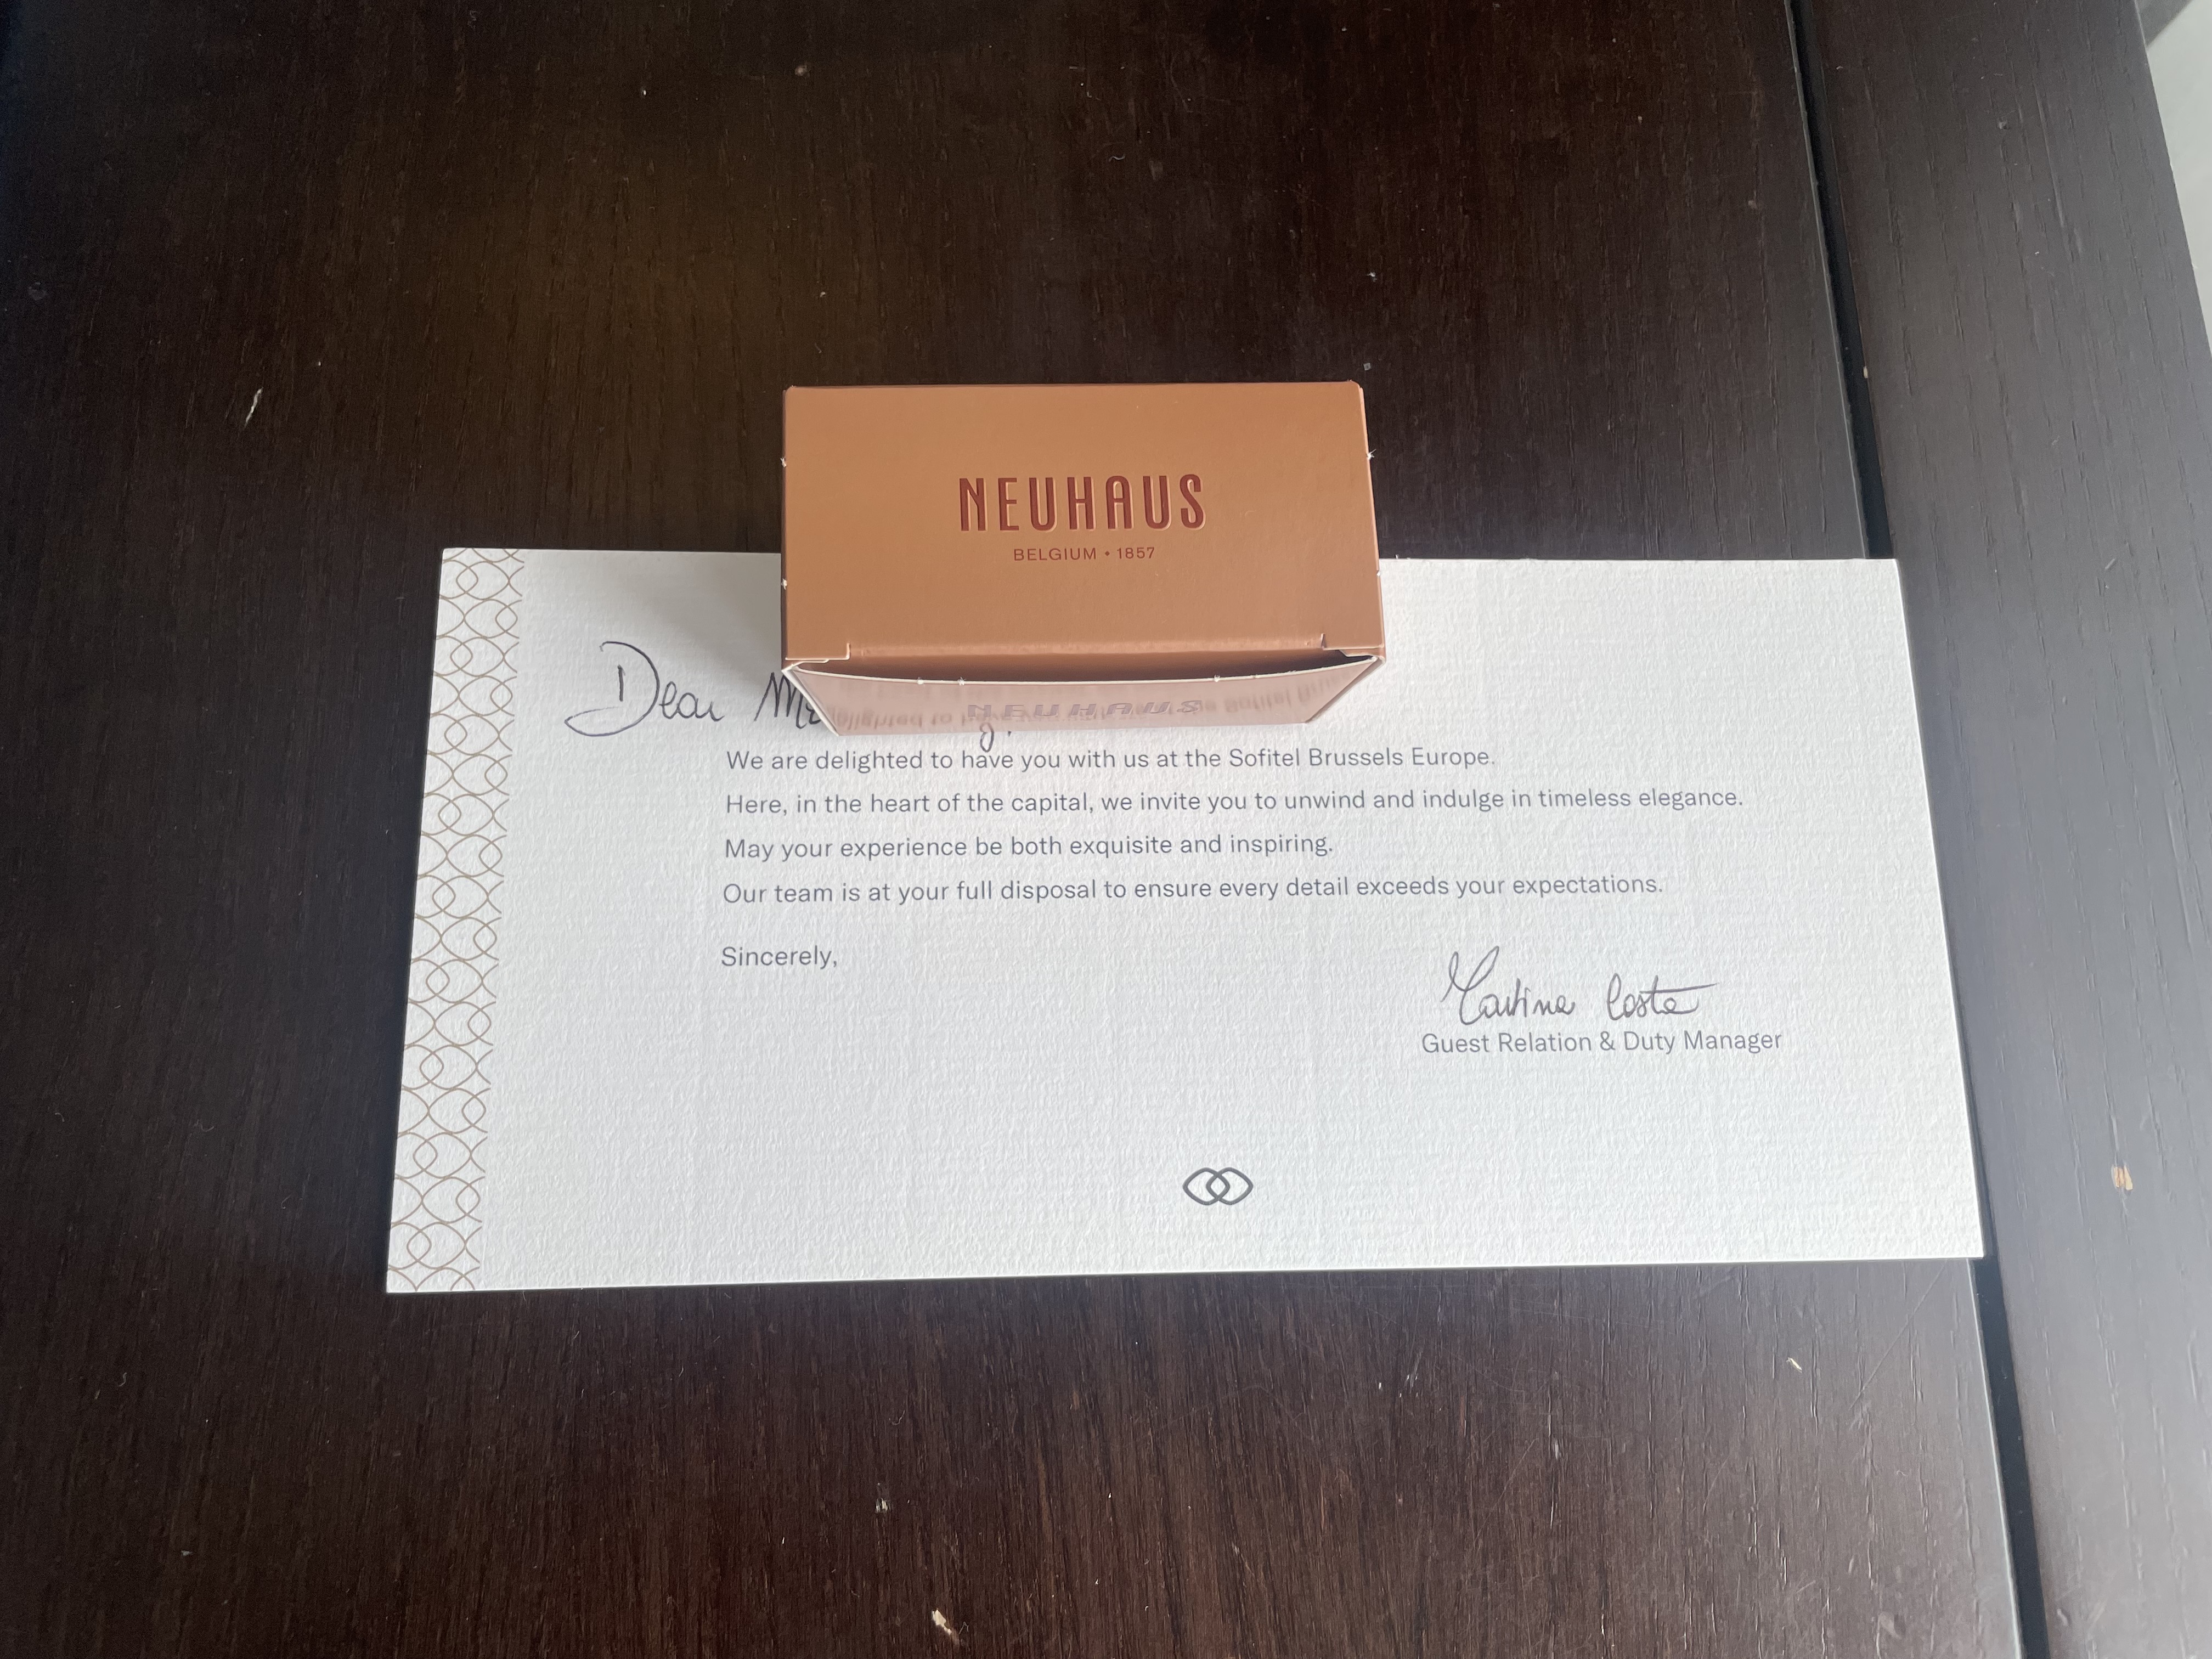 NEUHAUS
BELGIUM • 1857
Dear
We are delighted to have you with us at the Sofitel Brussels Europe.
Here, in the heart of the capital, we invite you to unwind and indulge in timeless elegance.
May your experience be both exquisite and inspiring.
Our team is at your full disposal to ensure every detail exceeds your expectations.
Sincerely,
Martina Costa
Guest Relation & Duty Manager